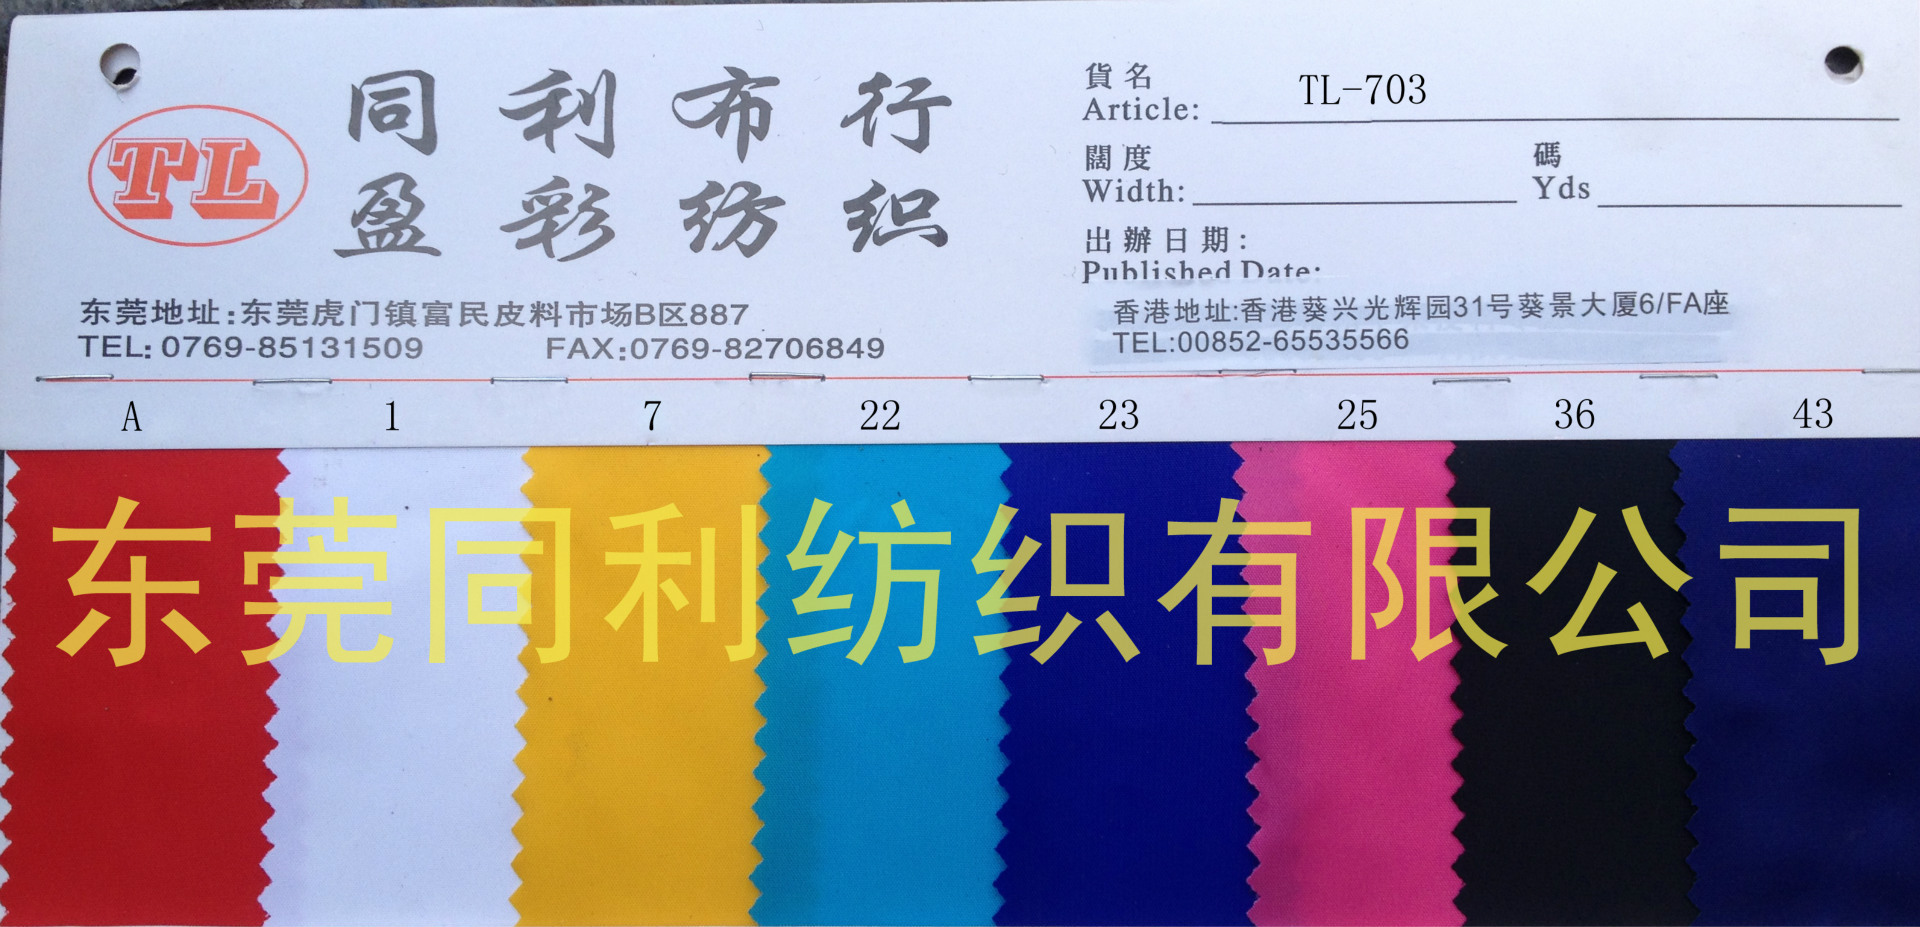 TL
同利布行
盈彩纺织
貨名
Article: TL-703
闊度 碼
Width: Yds
出辦日期:
Published Date:
东莞地址:东莞虎门镇富民皮料市场B区887
TEL: 0769-85131509 FAX:0769-82706849
香港地址:香港葵兴光辉园31号葵景大厦6/FA座
TEL:00852-65535566
A 1 7 22 23 25 36 43
东莞同利纺织有限公司